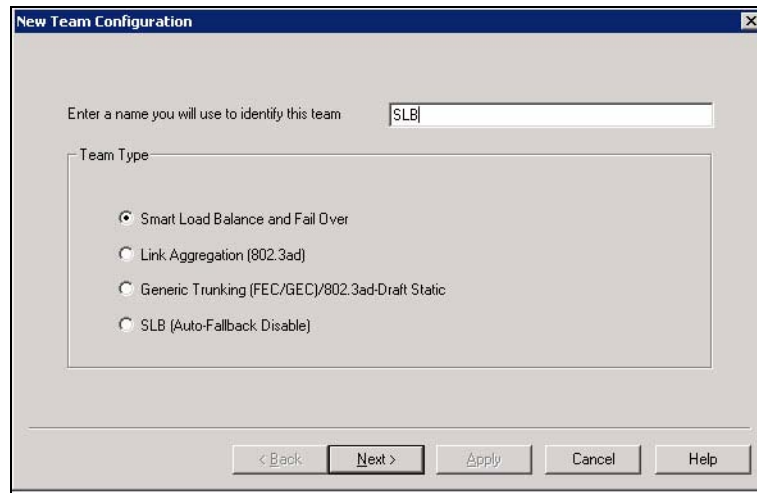 New Team Configuration
Enter a name you will use to identify this team
SLB
Team Type
Smart Load Balance and Fail Over
Link Aggregation (802.3ad)
Generic Trunking (FEC/GEC)/802.3ad-Draft Static
SLB (Auto-Fallback Disable)
< Back Next > Apply Cancel Help